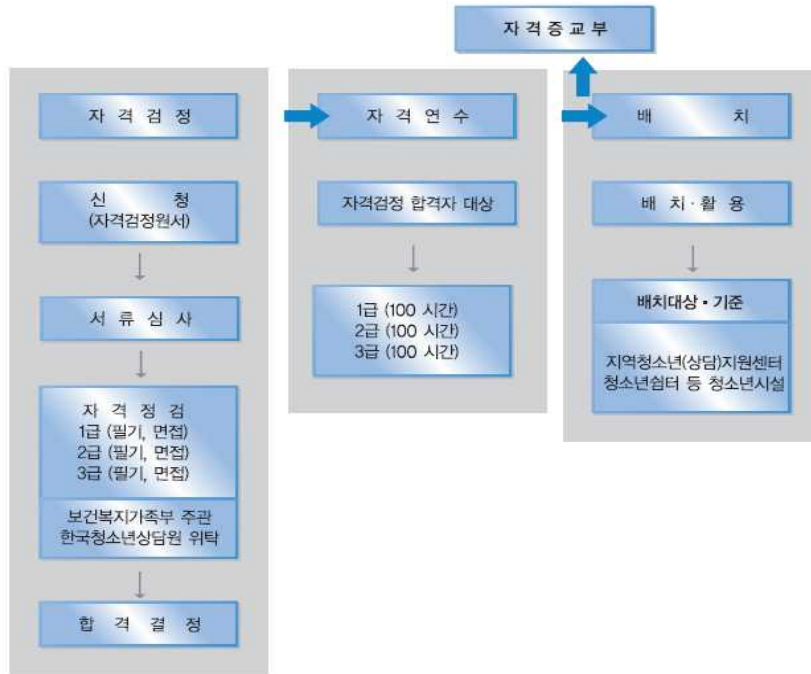 자격증교부
자격검정
신청
(자격검정원서)
서류심사
자격정검
1급 (필기, 면접)
2급 (필기, 면접)
3급 (필기, 면접)
보건복지가족부 주관
한국청소년상담원 위탁
합격결정
자격연수
자격검정 합격자 대상
1급 (100 시간)
2급 (100 시간)
3급 (100 시간)
배치
배치·활용
배치대상·기준
지역청소년(상담)지원센터
청소년쉼터 등 청소년시설